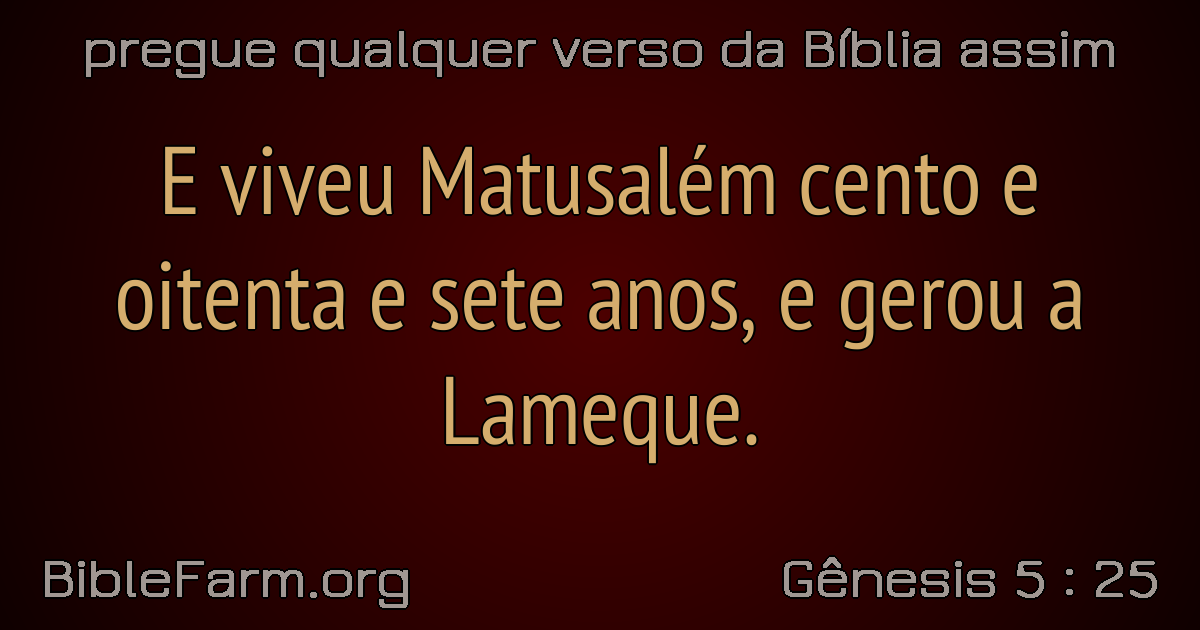 pregue qualquer verso da Bíblia assim
E viveu Matusalém cento e
oitenta e sete anos, e gerou a
Lameque.
BibleFarm.org
Gênesis 5 : 25